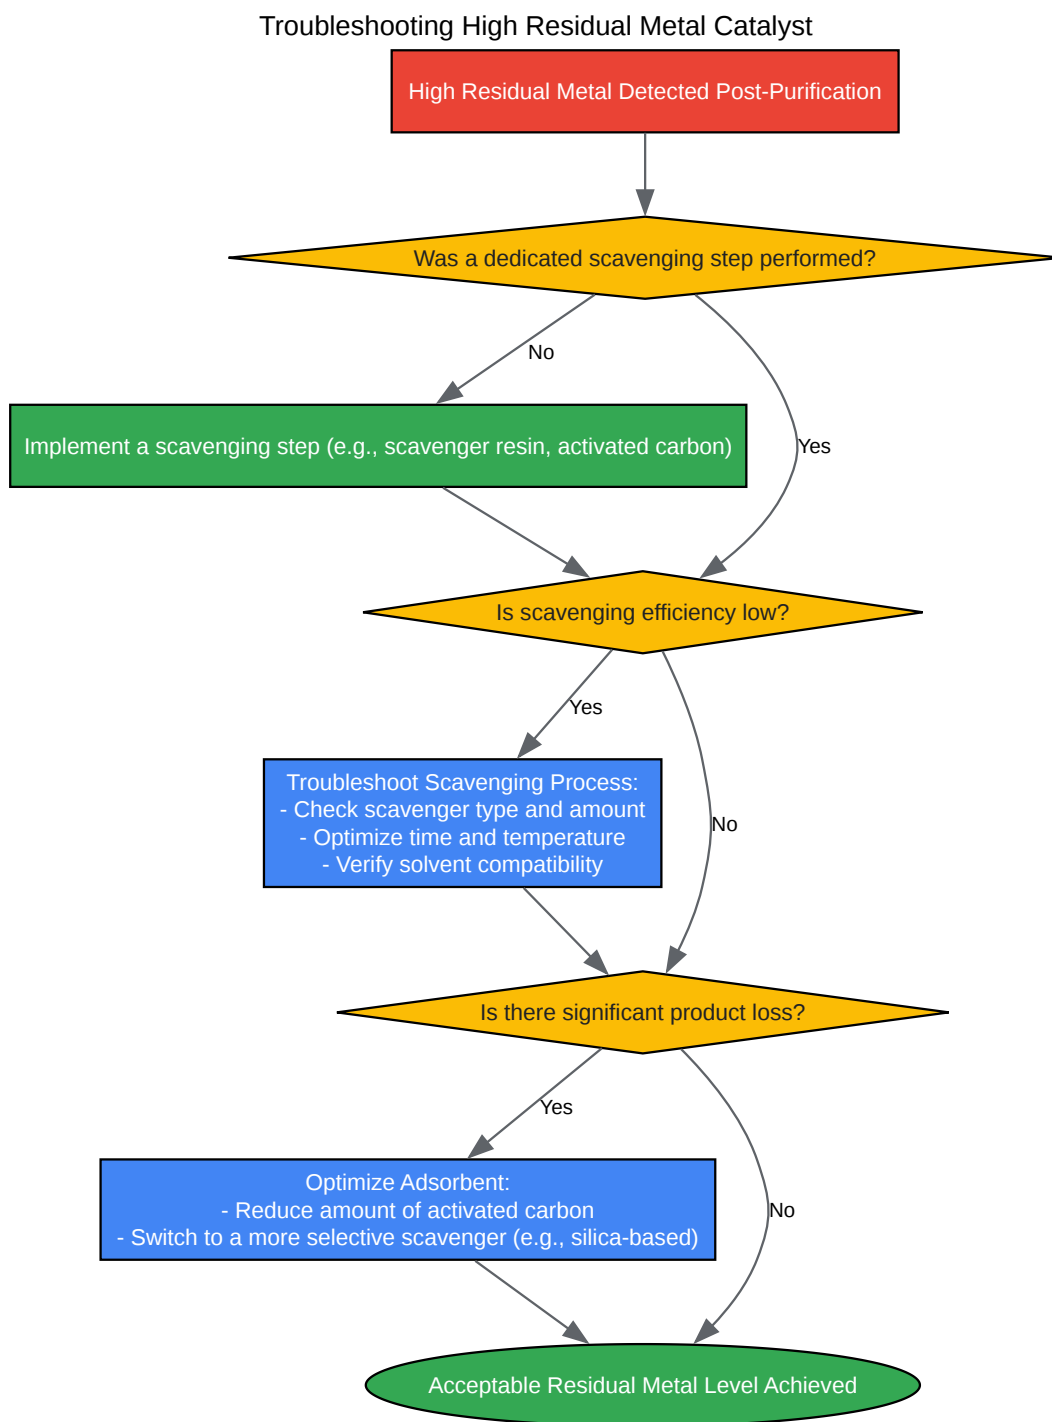 Troubleshooting High Residual Metal Catalyst
High Residual Metal Detected Post-Purification
Was a dedicated scavenging step performed?
No
Implement a scavenging step (e.g., scavenger resin, activated carbon)
Yes
Is scavenging efficiency low?
Yes
Troubleshoot Scavenging Process:
- Check scavenger type and amount
- Optimize time and temperature
- Verify solvent compatibility
No
Is there significant product loss?
Yes
Optimize Adsorbent:
- Reduce amount of activated carbon
- Switch to a more selective scavenger (e.g., silica-based)
No
Acceptable Residual Metal Level Achieved